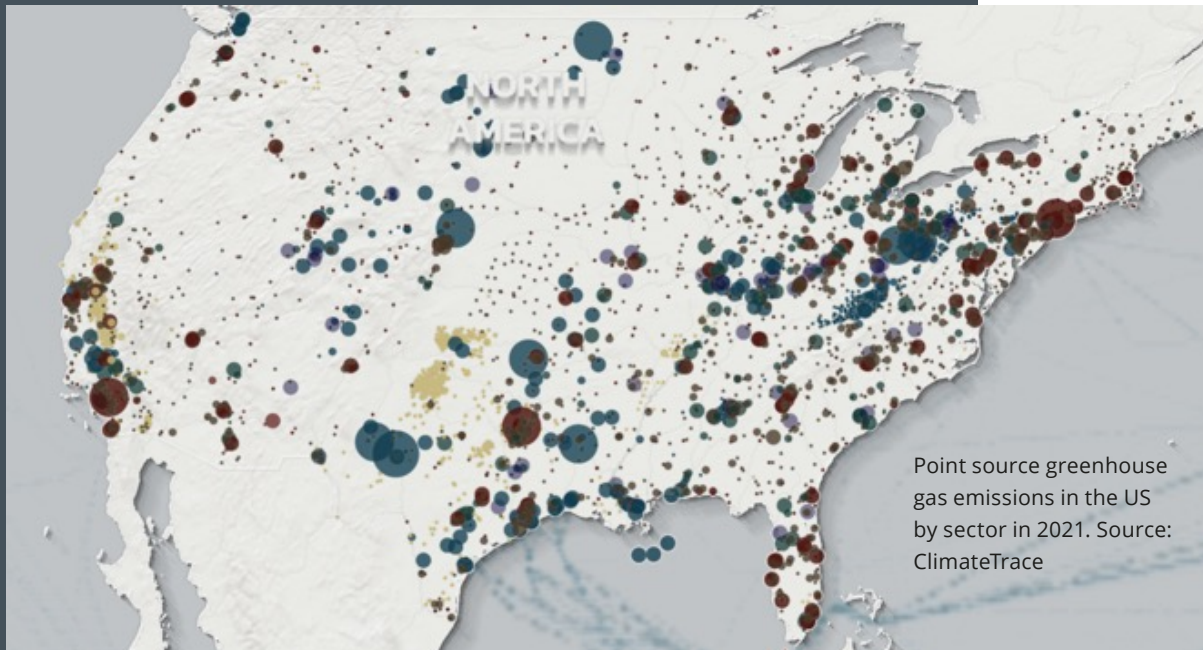 NORTH
AMERICA
Point source greenhouse
gas emissions in the US
by sector in 2021. Source:
ClimateTrace